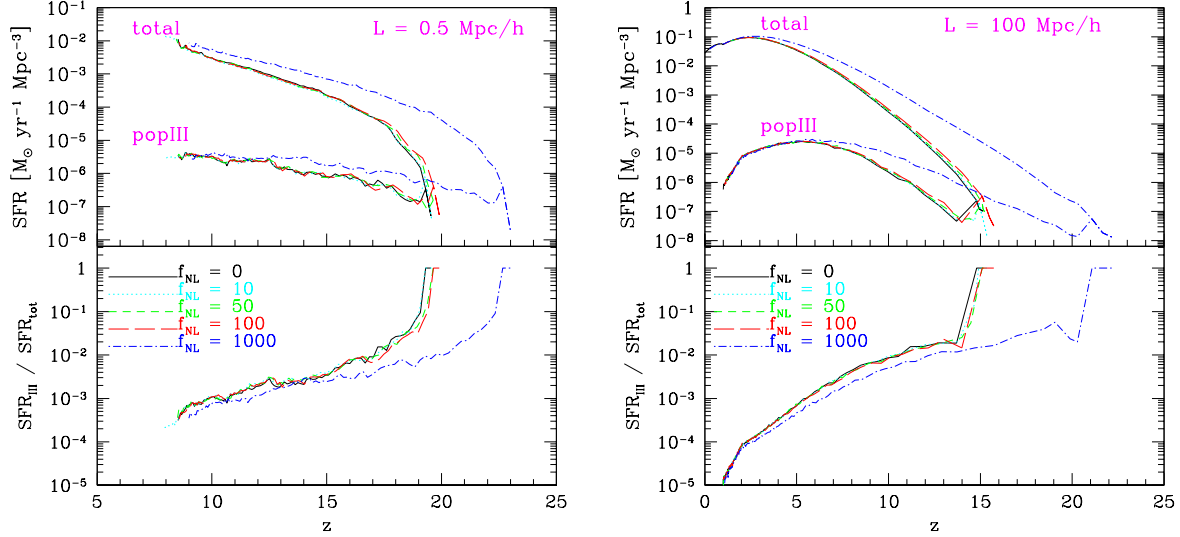 total
L = 0.5 Mpc/h
popIII
SFR [M⊙ yr⁻¹ Mpc⁻³]
10⁻²
10⁻³
10⁻⁴
10⁻⁵
10⁻⁶
10⁻⁷
10⁻⁸
f_NL = 0
f_NL = 10
f_NL = 50
f_NL = 100
f_NL = 1000
SFR_III / SFR_tot
1
10⁻¹
10⁻²
10⁻³
10⁻⁴
10⁻⁵
5 10 15 20 25
z
total
L = 100 Mpc/h
popIII
SFR [M⊙ yr⁻¹ Mpc⁻³]
1
10⁻¹
10⁻²
10⁻³
10⁻⁴
10⁻⁵
10⁻⁶
10⁻⁷
10⁻⁸
f_NL = 0
f_NL = 10
f_NL = 50
f_NL = 100
f_NL = 1000
SFR_III / SFR_tot
1
10⁻¹
10⁻²
10⁻³
10⁻⁴
10⁻⁵
0 5 10 15 20 25
z